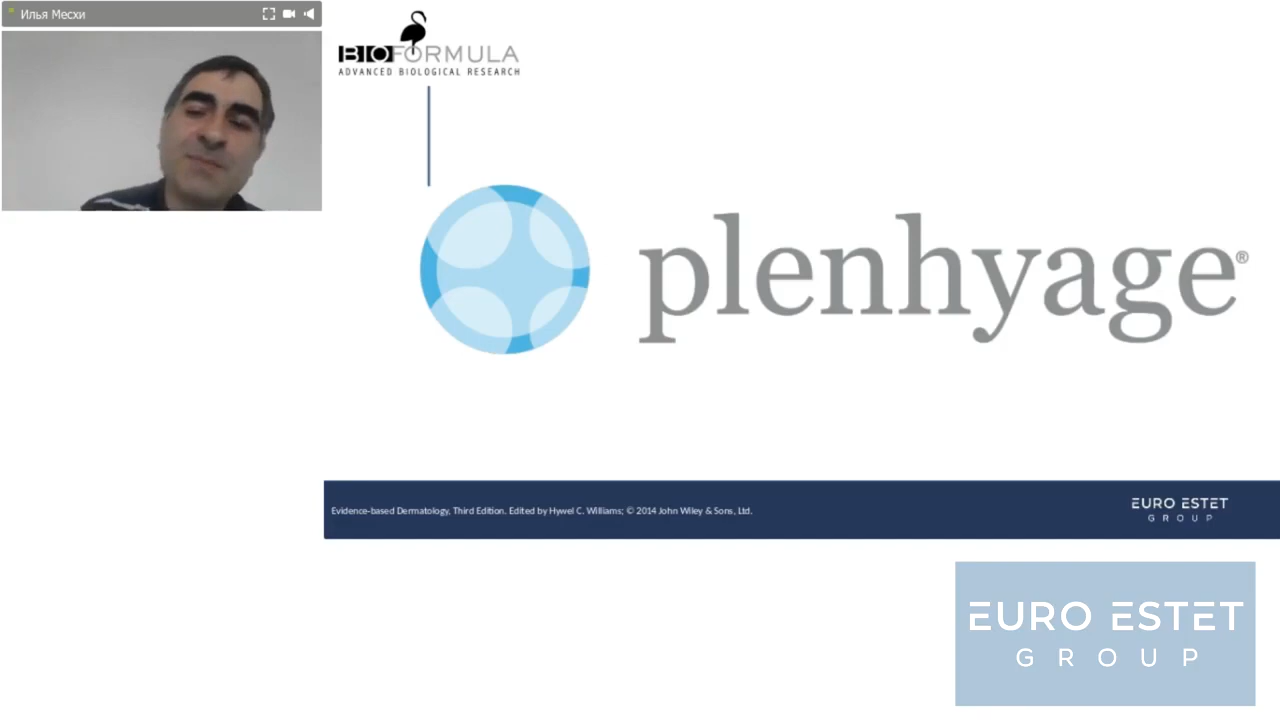 Илья Месхи
BIOFORMULA
ADVANCED BIOLOGICAL RESEARCH
plenhyage®
Evidence-based Dermatology, Third Edition. Edited by Hywel C. Williams; © 2014 John Wiley & Sons, Ltd.
EURO ESTET
GROUP
EURO ESTET
GROUP